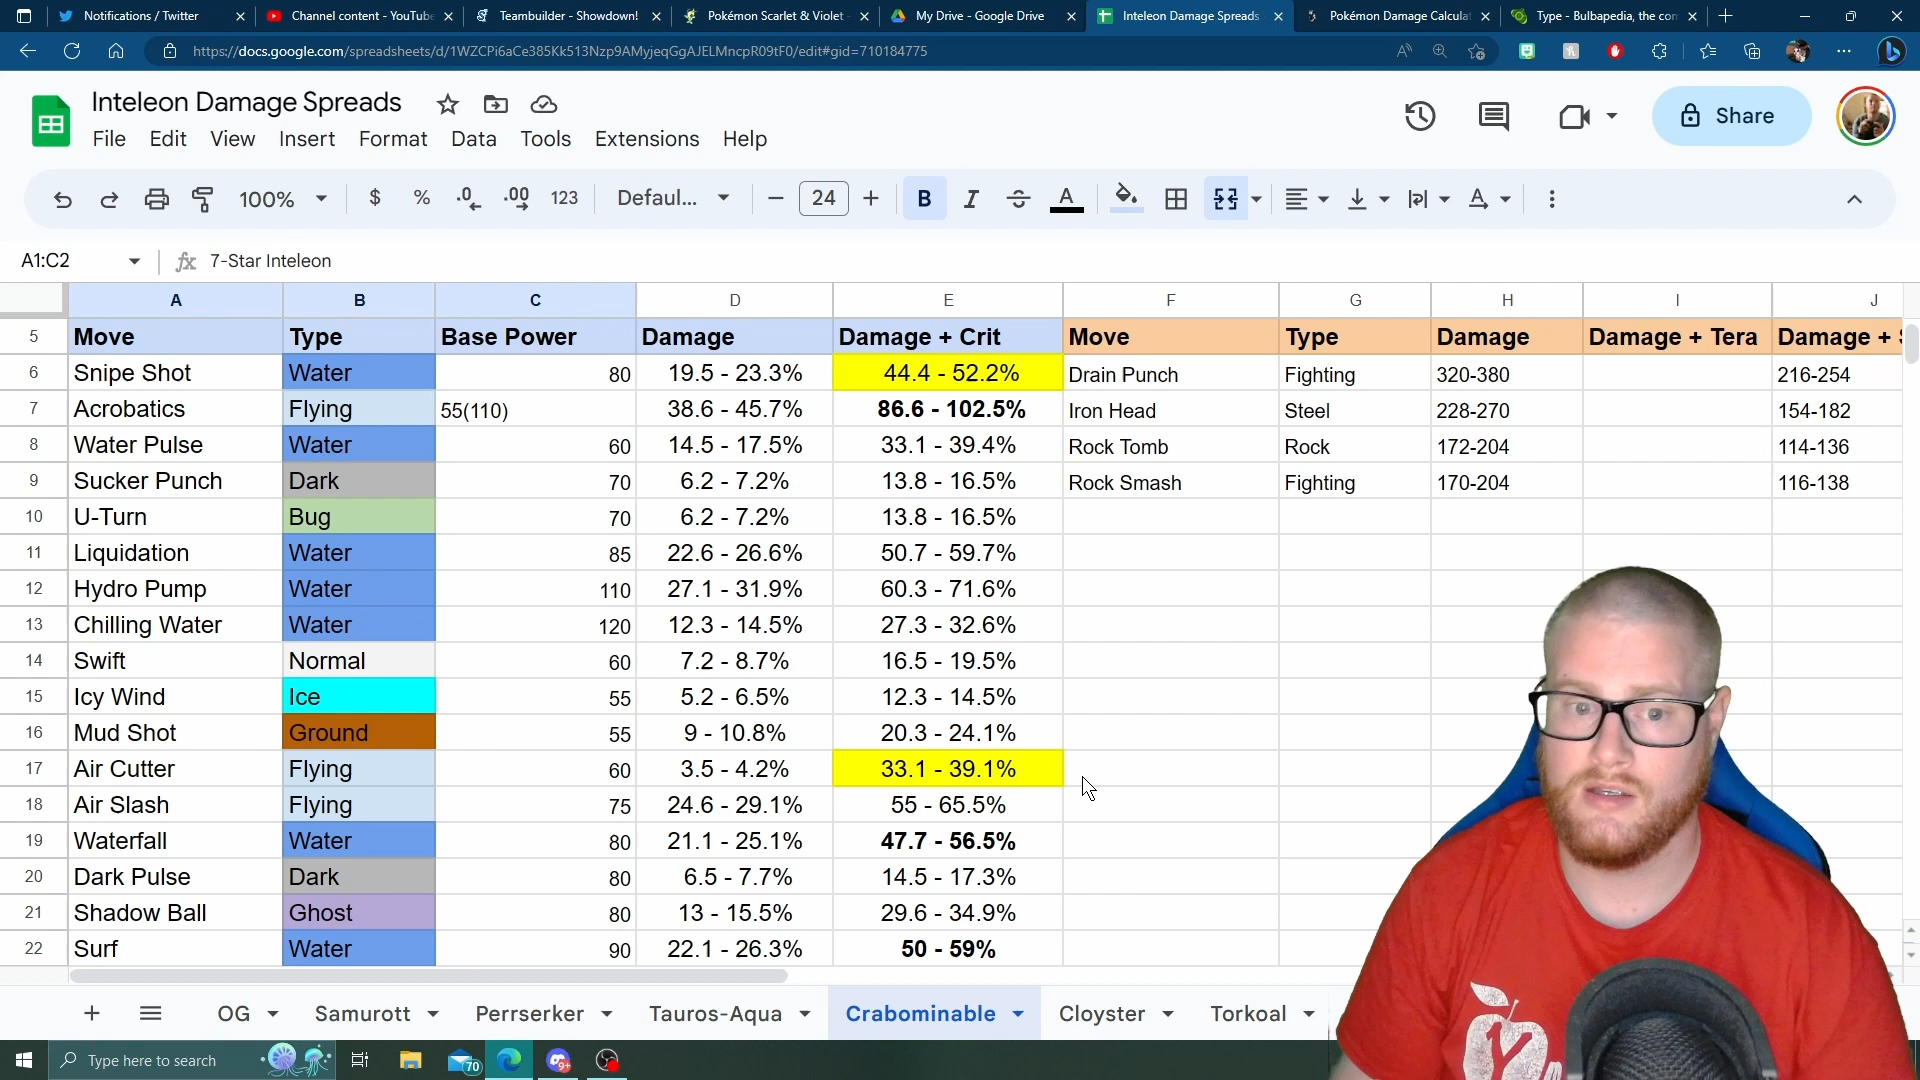 Notifications / Twitter
Channel content - YouTube
Teambuilder - Showdown!
Pokémon Scarlet & Violet -
My Drive - Google Drive
Inteleon Damage Spreads -
Pokémon Damage Calcula
Type - Bulbapedia, the con
https://docs.google.com/spreadsheets/d/1WZCPi6aCe385Kk513Nzp9AMyjeqGgAJELMncpR09tF0/edit#gid=710184775
Inteleon Damage Spreads
File Edit View Insert Format Data Tools Extensions Help
Share
100% $ % .0 .00 123 Defaul... 24 B I A
A1:C2 fx 7-Star Inteleon
A B C D E F G H I J
5 Move Type Base Power Damage Damage + Crit Move Type Damage Damage + Tera Damage +
6 Snipe Shot Water 80 19.5 - 23.3% 44.4 - 52.2% Drain Punch Fighting 320-380 216-254
7 Acrobatics Flying 55(110) 38.6 - 45.7% 86.6 - 102.5% Iron Head Steel 228-270 154-182
8 Water Pulse Water 60 14.5 - 17.5% 33.1 - 39.4% Rock Tomb Rock 172-204 114-136
9 Sucker Punch Dark 70 6.2 - 7.2% 13.8 - 16.5% Rock Smash Fighting 170-204 116-138
10 U-Turn Bug 70 6.2 - 7.2% 13.8 - 16.5%
11 Liquidation Water 85 22.6 - 26.6% 50.7 - 59.7%
12 Hydro Pump Water 110 27.1 - 31.9% 60.3 - 71.6%
13 Chilling Water Water 120 12.3 - 14.5% 27.3 - 32.6%
14 Swift Normal 60 7.2 - 8.7% 16.5 - 19.5%
15 Icy Wind Ice 55 5.2 - 6.5% 12.3 - 14.5%
16 Mud Shot Ground 55 9 - 10.8% 20.3 - 24.1%
17 Air Cutter Flying 60 3.5 - 4.2% 33.1 - 39.1%
18 Air Slash Flying 75 24.6 - 29.1% 55 - 65.5%
19 Waterfall Water 80 21.1 - 25.1% 47.7 - 56.5%
20 Dark Pulse Dark 80 6.5 - 7.7% 14.5 - 17.3%
21 Shadow Ball Ghost 80 13 - 15.5% 29.6 - 34.9%
22 Surf Water 90 22.1 - 26.3% 50 - 59%
OG Samurott Perrserker Tauros-Aqua Crabominable Cloyster Torkoal
Type here to search 70 9+